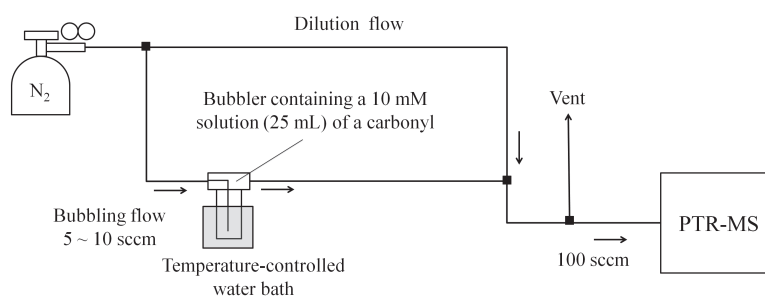 Dilution flow
N₂
Bubbler containing a 10 mM
solution (25 mL) of a carbonyl
Vent
Bubbling flow
5 ~ 10 sccm
Temperature-controlled
water bath
100 sccm
PTR-MS